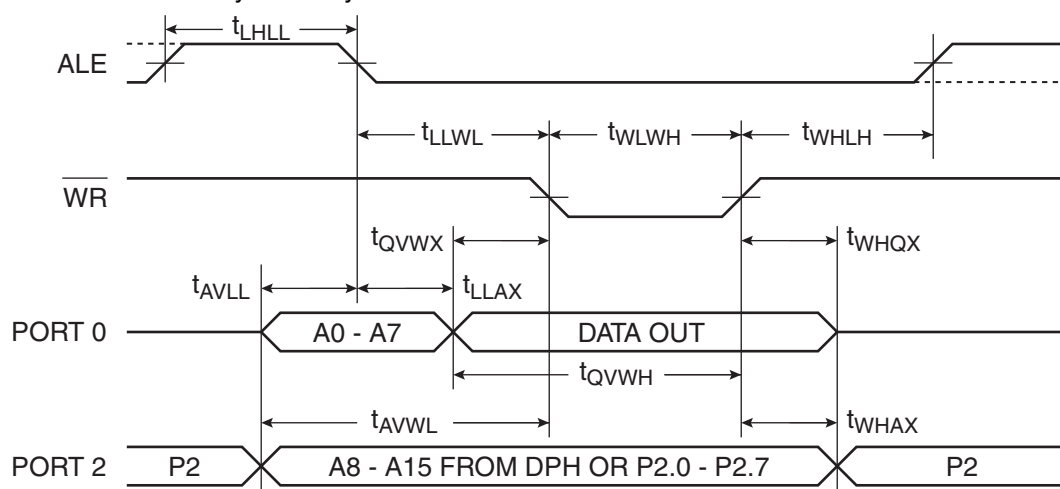 tLHLL
ALE
tLLWL tWLWH tWHLH
WR
tQVWX tWHQX
tAVLL tLLAX
PORT 0 A0 - A7 DATA OUT
tQVWH
tAVWL tWHAX
PORT 2 P2 A8 - A15 FROM DPH OR P2.0 - P2.7 P2